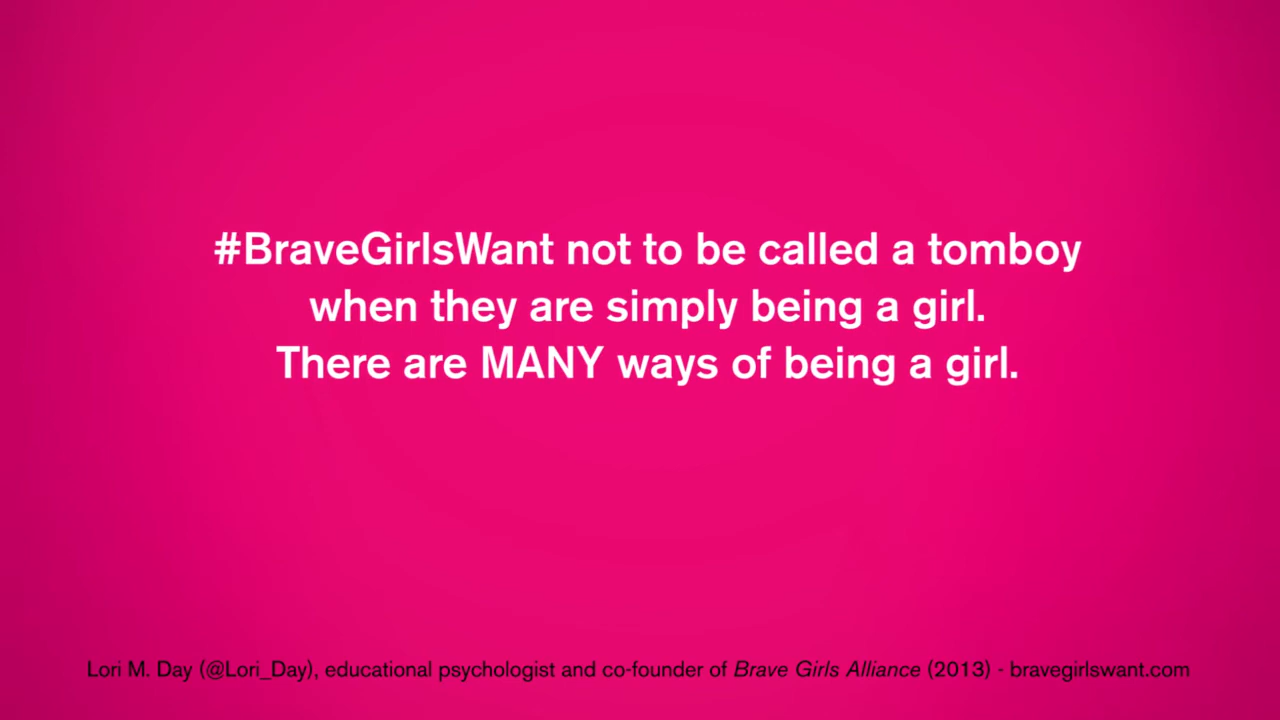 #BraveGirlsWant not to be called a tomboy
when they are simply being a girl.
There are MANY ways of being a girl.
Lori M. Day (@Lori_Day), educational psychologist and co-founder of Brave Girls Alliance (2013) - bravegirlswant.com